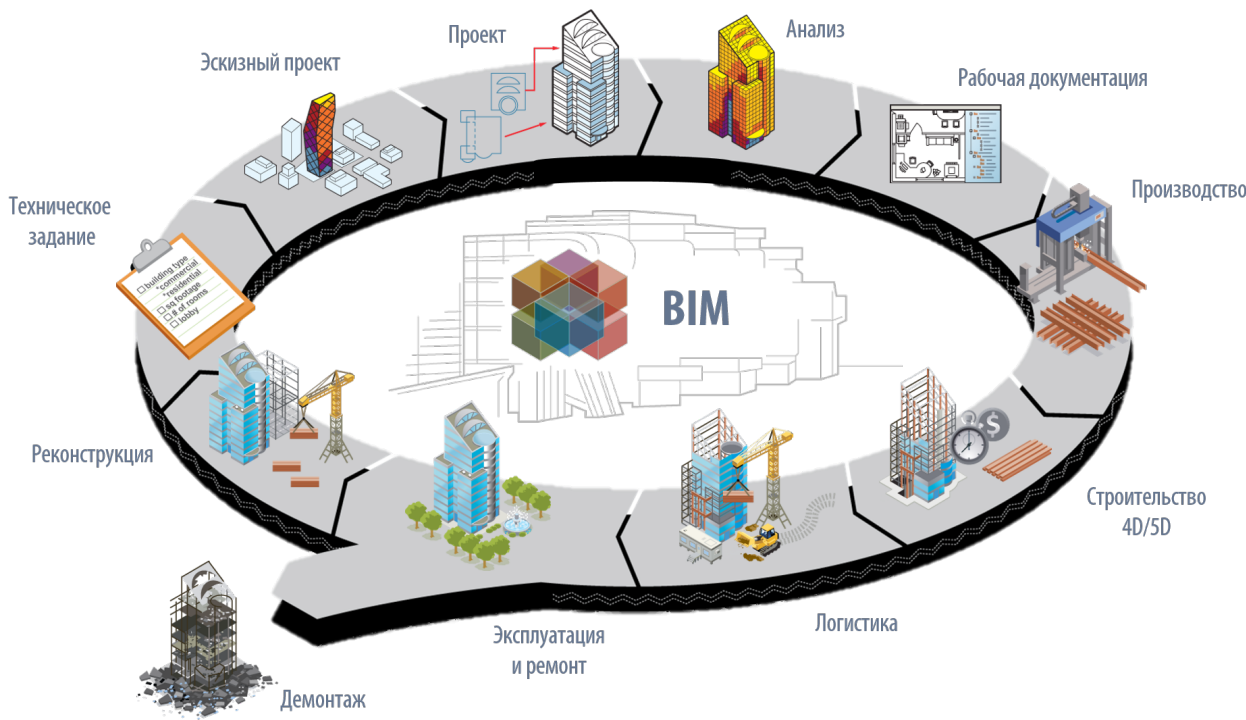 Проект
Анализ
Эскизный проект
Рабочая документация
Производство
Техническое
задание
building type
*commercial
*residential
sq footage
# of rooms
lobby
BIM
$
Реконструкция
Строительство
4D/5D
Логистика
Эксплуатация
и ремонт
Демонтаж